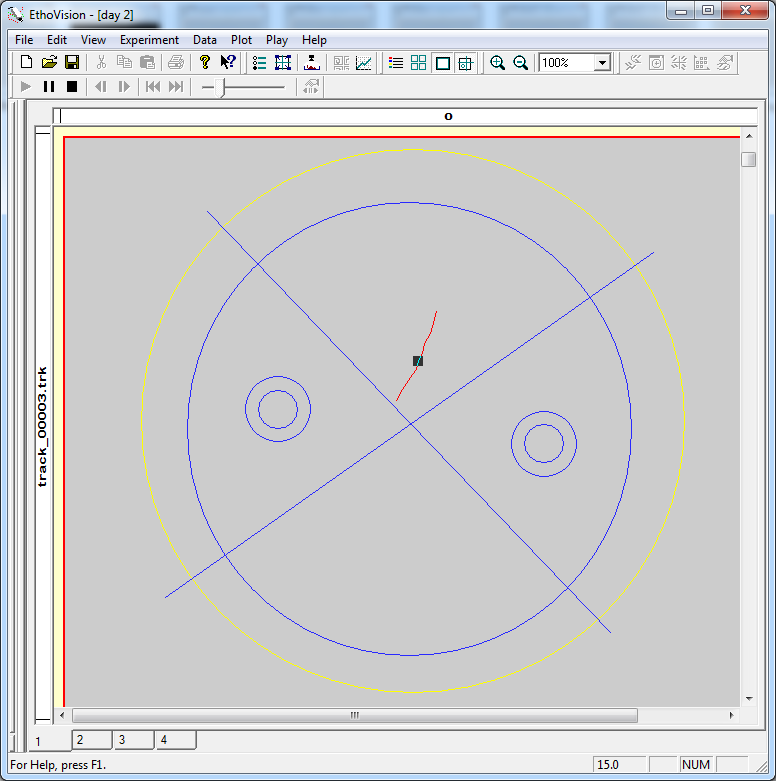 EthoVision - [day 2]
File Edit View Experiment Data Plot Play Help
100%
o
track_00003.trk
1 2 3 4
For Help, press F1. 15.0 NUM